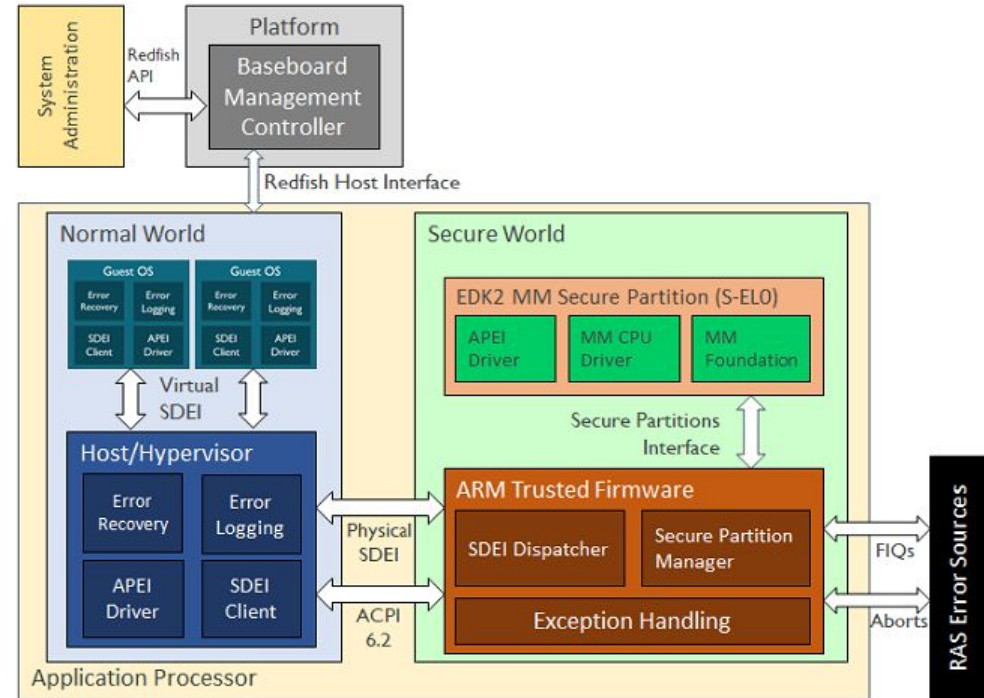 System
Administration
Redfish
API
Platform
Baseboard
Management
Controller
Redfish Host Interface
Normal World
Guest OS
Error
Recovery
Error
Logging
SDEI
Client
APEI
Driver
Guest OS
Error
Recovery
Error
Logging
SDEI
Client
APEI
Driver
Virtual
SDEI
Host/Hypervisor
Error
Recovery
Error
Logging
APEI
Driver
SDEI
Client
Physical
SDEI
ACPI
6.2
Secure World
EDK2 MM Secure Partition (S-EL0)
APEI
Driver
MM CPU
Driver
MM
Foundation
Secure Partitions
Interface
ARM Trusted Firmware
SDEI Dispatcher
Secure Partition
Manager
Exception Handling
FIQs
Aborts
RAS Error Sources
Application Processor